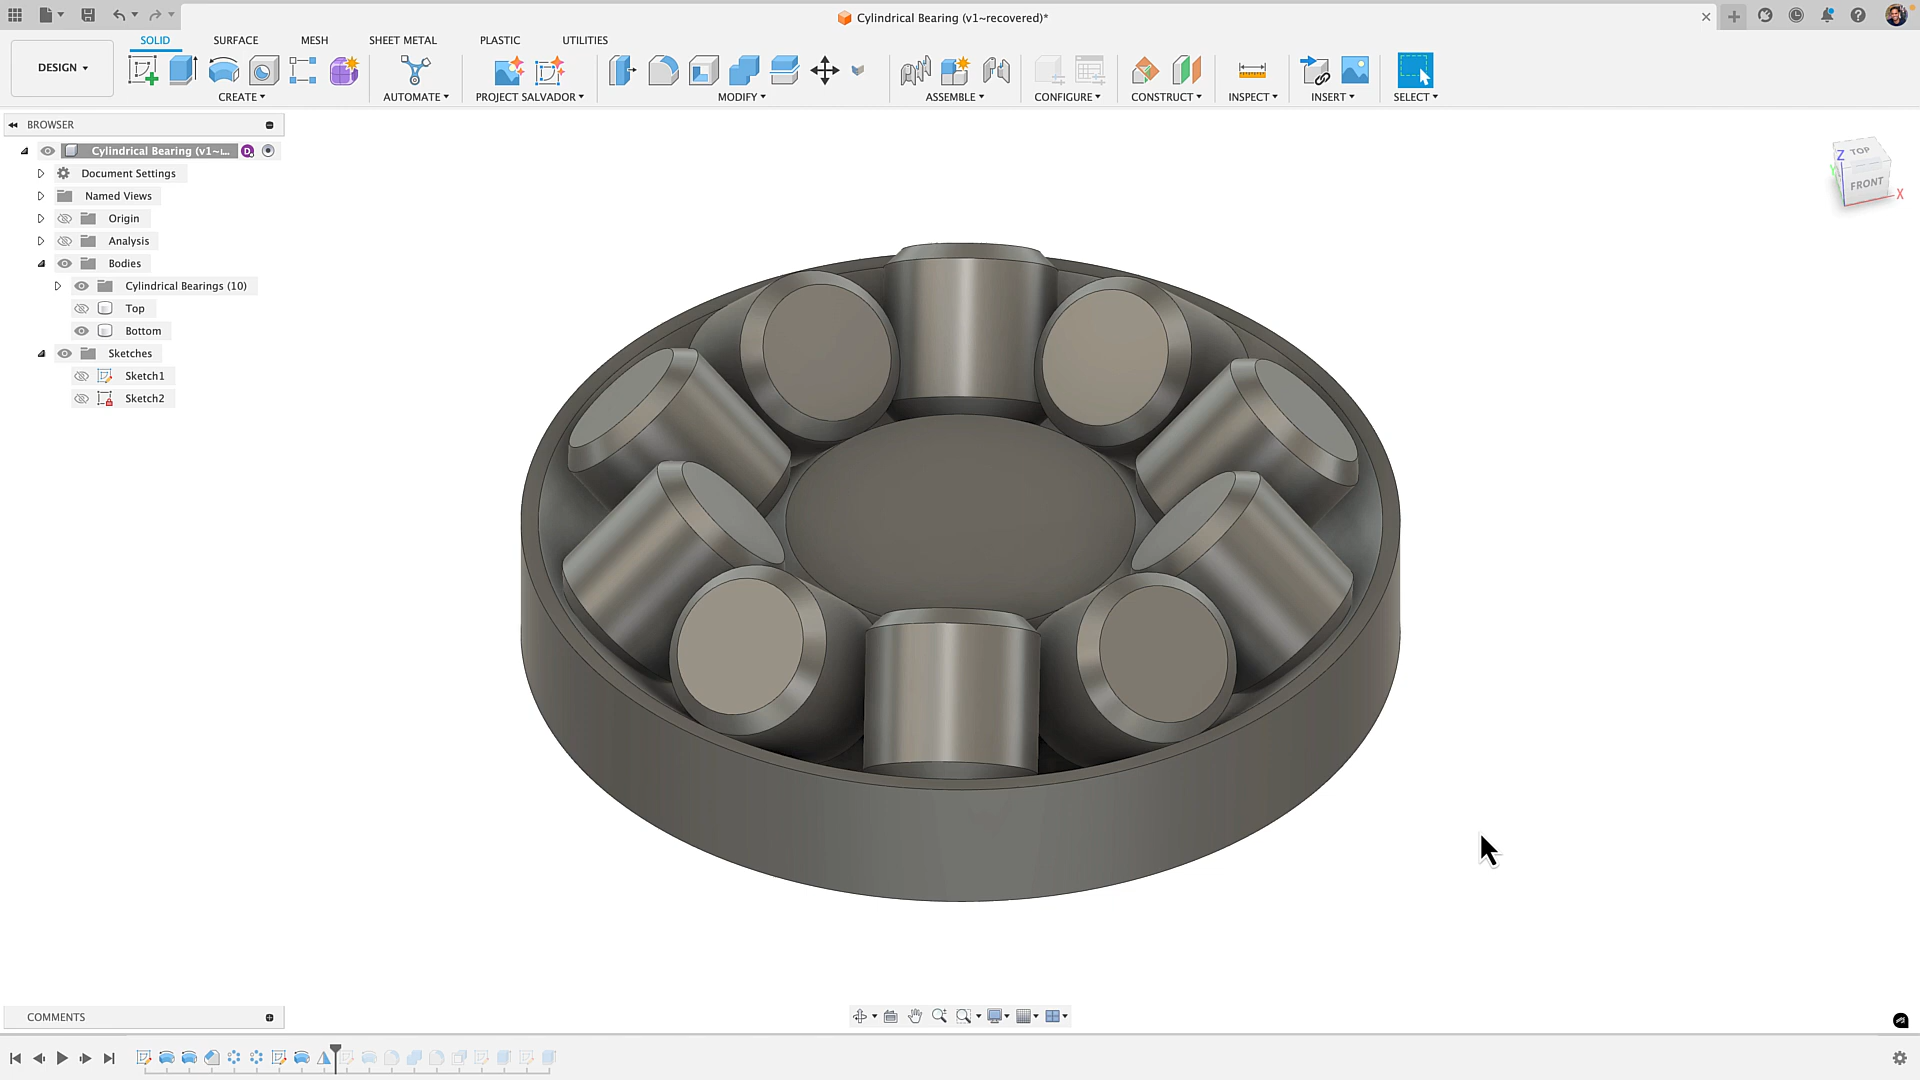 Cylindrical Bearing (v1~recovered)*
SOLID SURFACE MESH SHEET METAL PLASTIC UTILITIES
DESIGN
CREATE AUTOMATE PROJECT SALVADOR MODIFY ASSEMBLE CONFIGURE CONSTRUCT INSPECT INSERT SELECT
BROWSER
Cylindrical Bearing (v1~r...
Document Settings
Named Views
Origin
Analysis
Bodies
Cylindrical Bearings (10)
Top
Bottom
Sketches
Sketch1
Sketch2
TOP
Z
FRONT
X
COMMENTS